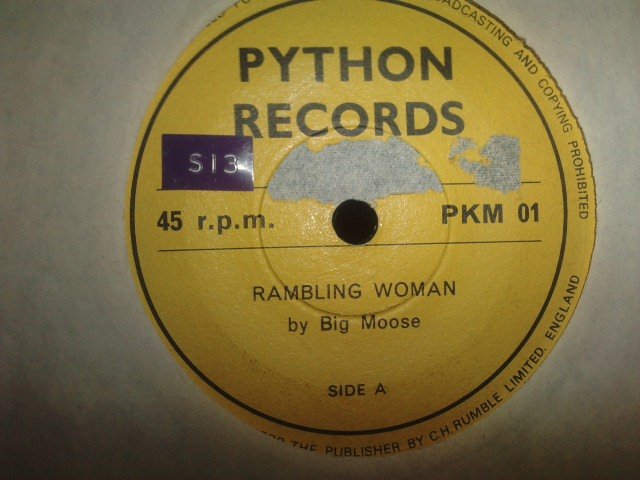 PYTHON
RECORDS
S13
45 r.p.m.
PKM 01
RAMBLING WOMAN
by Big Moose
SIDE A
BROADCASTING AND COPYING PROHIBITED
FOR THE PUBLISHER BY C.H. RUMBLE LIMITED. ENGLAND